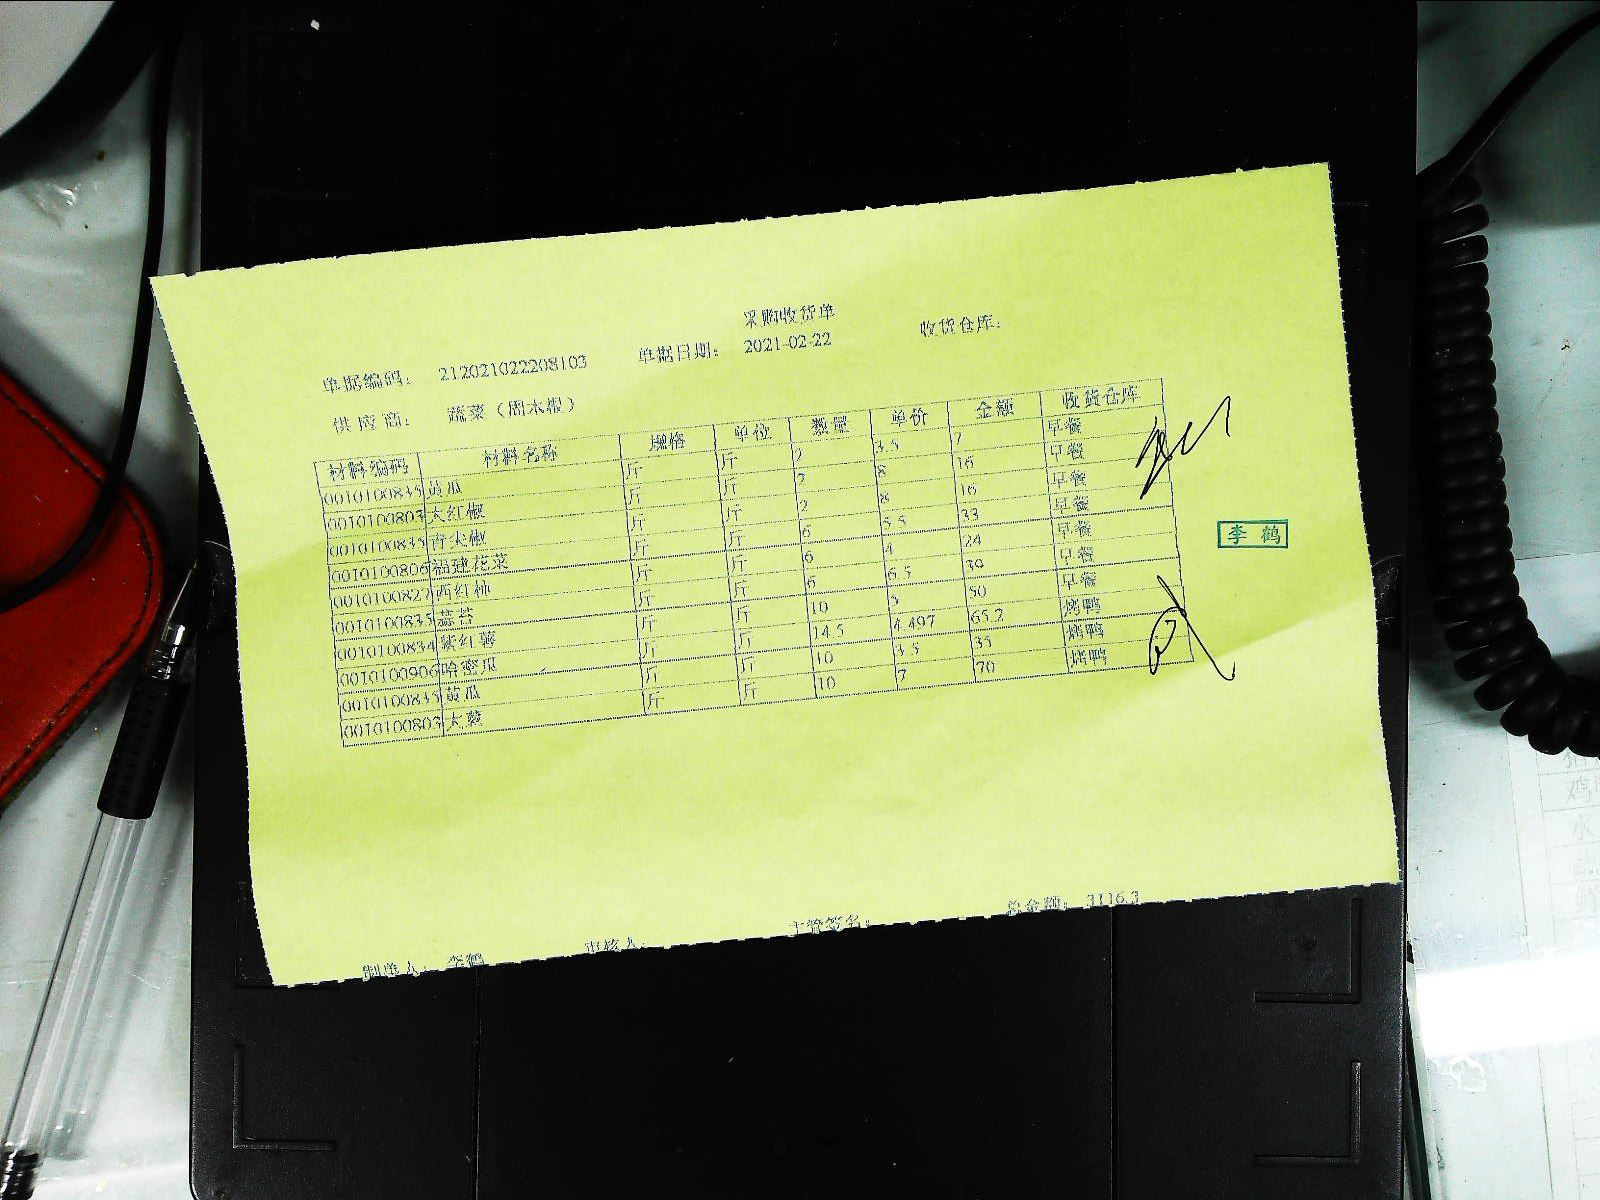 采购收货单
单据编码： 212021022208103 单据日期： 2021-02-22 收货仓库：
供应商： 蔬菜（周木根）
材料编码 材料名称 规格 单位 数量 单价 金额 收货仓库
0010100835 黄瓜 斤 斤 2 3.5 7 早餐
0010100803 大红椒 斤 斤 2 8 16 早餐
0010100835 青尖椒 斤 斤 2 8 16 早餐
0010100806 福建花菜 斤 斤 6 5.5 33 早餐
0010100827 西红柿 斤 斤 6 4 24 早餐
0010100835 蒜苔 斤 斤 6 6.5 39 早餐
0010100834 紫红薯 斤 斤 10 5 50 早餐
0010100906 哈密瓜 斤 斤 14.5 4.497 65.2 烤鸭
0010100835 黄瓜 斤 斤 10 3.5 35 烤鸭
0010100803 大葱 斤 斤 10 7 70 烤鸭
李鹤
制单人： 李鹤 审核人： 主管签名： 总金额： 3116.3